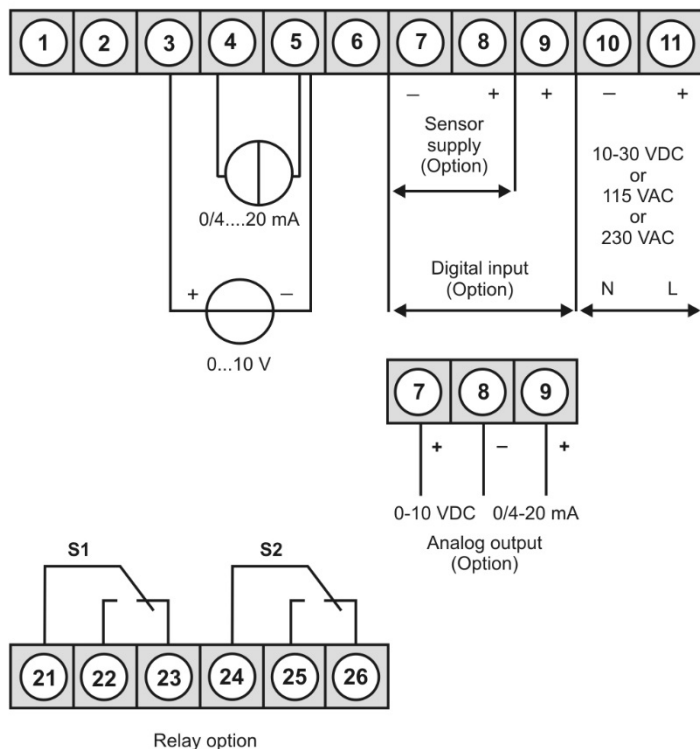 1 2 3 4 5 6 7 8 9 10 11
– + + – +
Sensor
supply
(Option)
10-30 VDC
or
115 VAC
or
230 VAC
0/4....20 mA
Digital input
(Option)
N L
+ –
0...10 V
7 8 9
+ – +
0-10 VDC 0/4-20 mA
Analog output
(Option)
S1 S2
21 22 23 24 25 26
Relay option